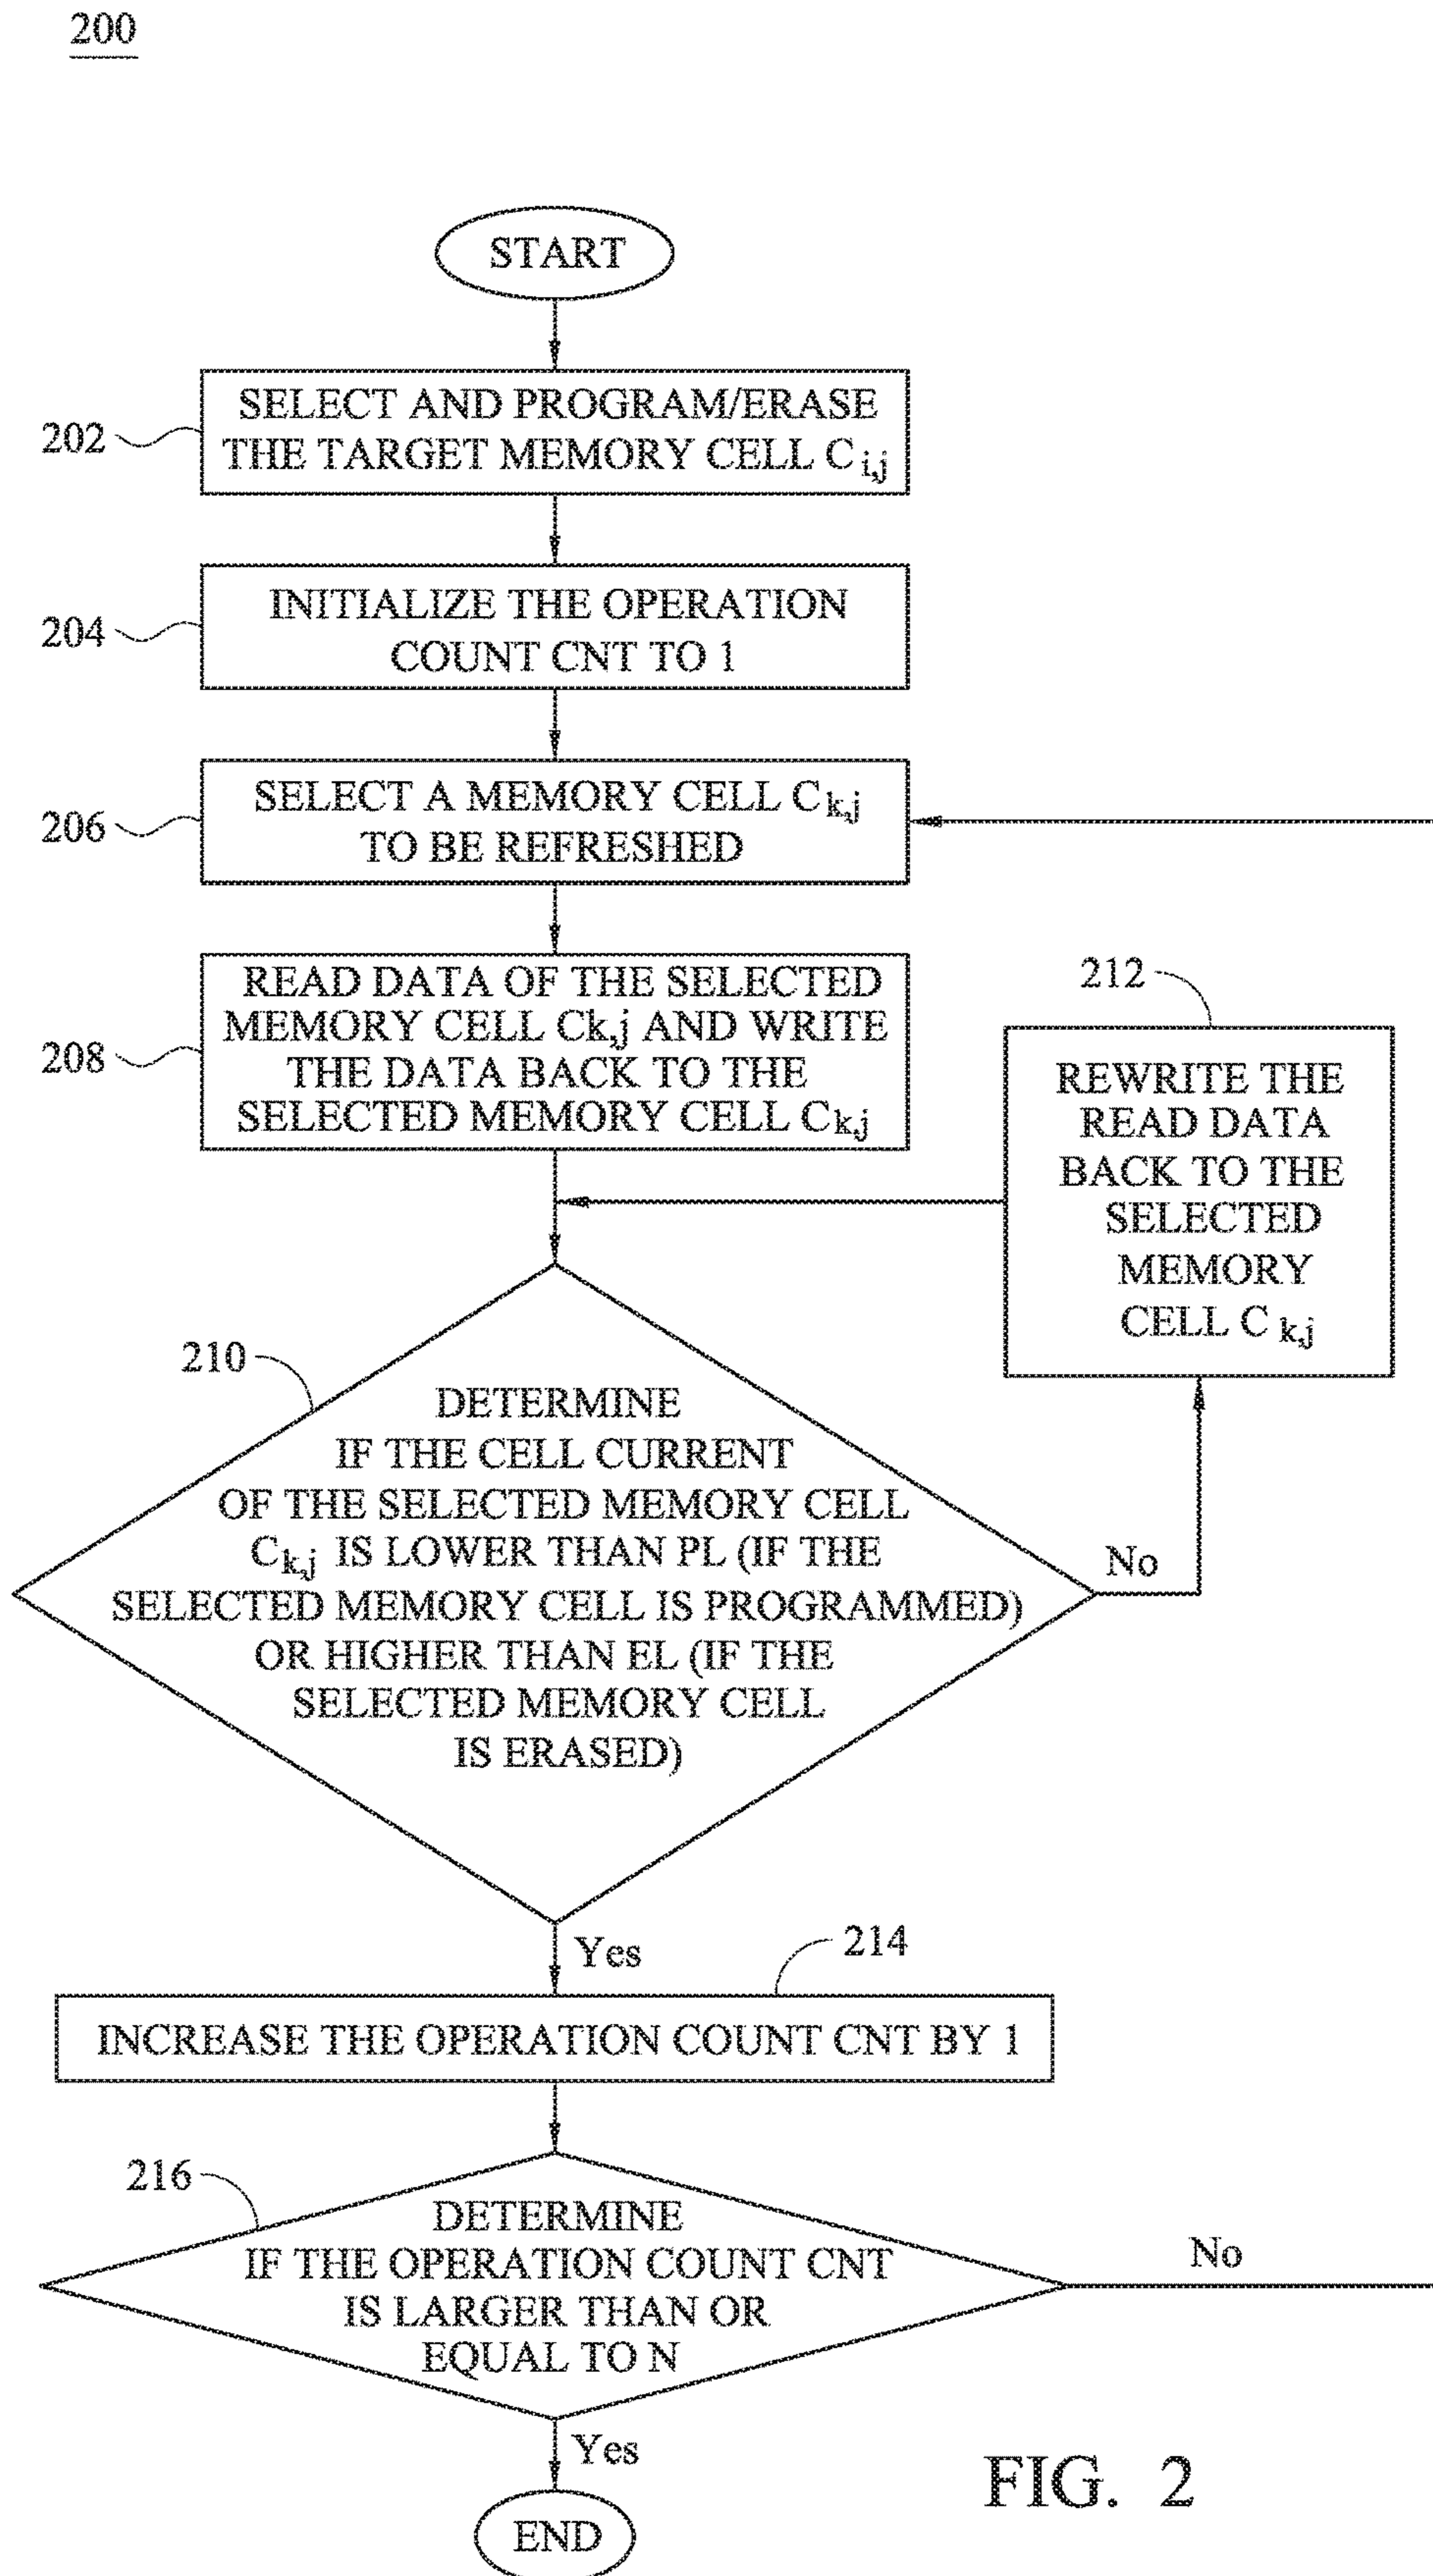 200
START
202
SELECT AND PROGRAM/ERASE
THE TARGET MEMORY CELL C i,j
204
INITIALIZE THE OPERATION
COUNT CNT TO 1
206
SELECT A MEMORY CELL C k,j
TO BE REFRESHED
208
READ DATA OF THE SELECTED
MEMORY CELL Ck,j AND WRITE
THE DATA BACK TO THE
SELECTED MEMORY CELL C k,j
212
REWRITE THE
READ DATA
BACK TO THE
SELECTED
MEMORY
CELL C k,j
210
DETERMINE
IF THE CELL CURRENT
OF THE SELECTED MEMORY CELL
C k,j IS LOWER THAN PL (IF THE
SELECTED MEMORY CELL IS PROGRAMMED)
OR HIGHER THAN EL (IF THE
SELECTED MEMORY CELL
IS ERASED)
No
Yes
214
INCREASE THE OPERATION COUNT CNT BY 1
216
DETERMINE
IF THE OPERATION COUNT CNT
IS LARGER THAN OR
EQUAL TO N
No
Yes
END
FIG. 2